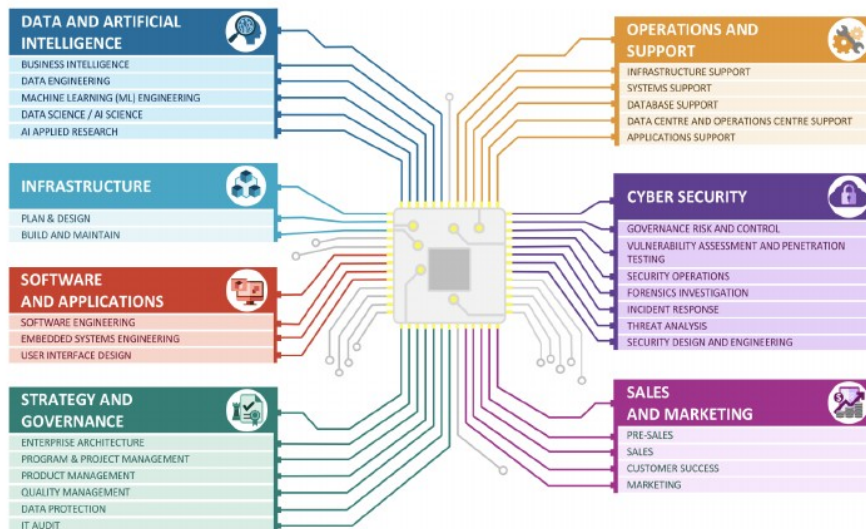 DATA AND ARTIFICIAL
INTELLIGENCE
BUSINESS INTELLIGENCE
DATA ENGINEERING
MACHINE LEARNING (ML) ENGINEERING
DATA SCIENCE / AI SCIENCE
AI APPLIED RESEARCH
INFRASTRUCTURE
PLAN & DESIGN
BUILD AND MAINTAIN
SOFTWARE
AND APPLICATIONS
SOFTWARE ENGINEERING
EMBEDDED SYSTEMS ENGINEERING
USER INTERFACE DESIGN
STRATEGY AND
GOVERNANCE
ENTERPRISE ARCHITECTURE
PROGRAM & PROJECT MANAGEMENT
PRODUCT MANAGEMENT
QUALITY MANAGEMENT
DATA PROTECTION
IT AUDIT
OPERATIONS AND
SUPPORT
INFRASTRUCTURE SUPPORT
SYSTEMS SUPPORT
DATABASE SUPPORT
DATA CENTRE AND OPERATIONS CENTRE SUPPORT
APPLICATIONS SUPPORT
CYBER SECURITY
GOVERNANCE RISK AND CONTROL
VULNERABILITY ASSESSMENT AND PENETRATION
TESTING
SECURITY OPERATIONS
FORENSICS INVESTIGATION
INCIDENT RESPONSE
THREAT ANALYSIS
SECURITY DESIGN AND ENGINEERING
SALES
AND MARKETING
PRE-SALES
SALES
CUSTOMER SUCCESS
MARKETING